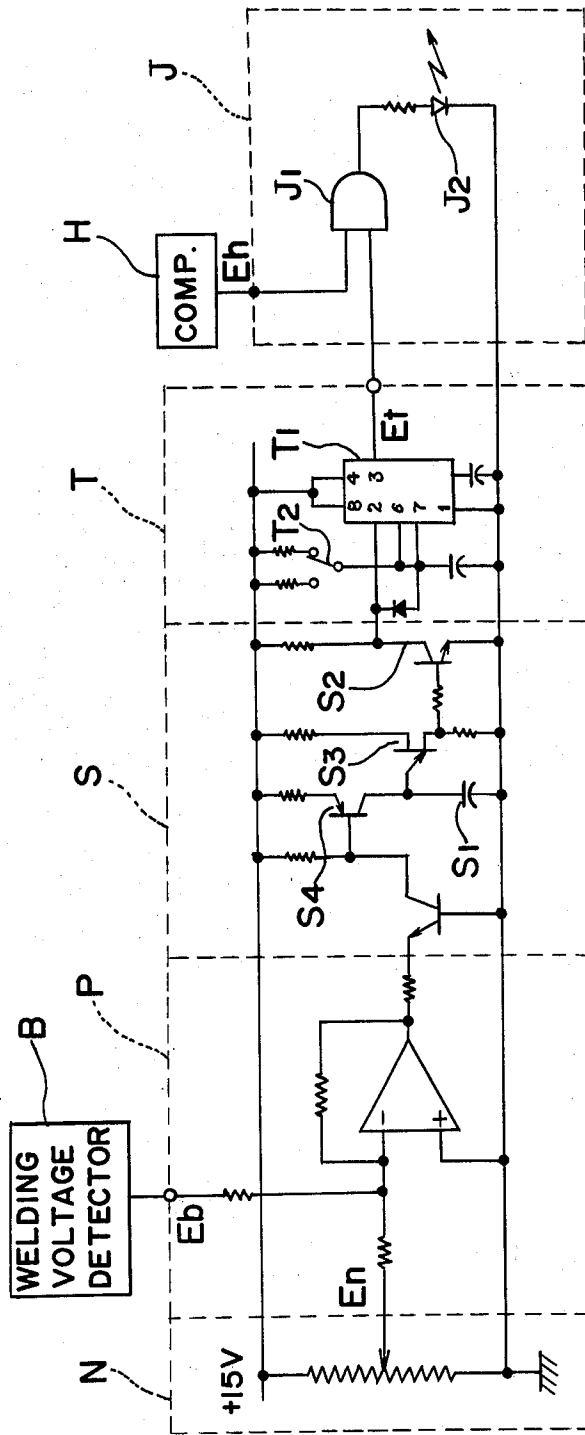 N
+15V
En
WELDING
VOLTAGE
DETECTOR
B
Eb
P
-
+
S
S4
S1
S3
S2
T
T2
T1
8
4
2
3
6
7
1
Et
H
COMP.
Eh
J
J1
J2